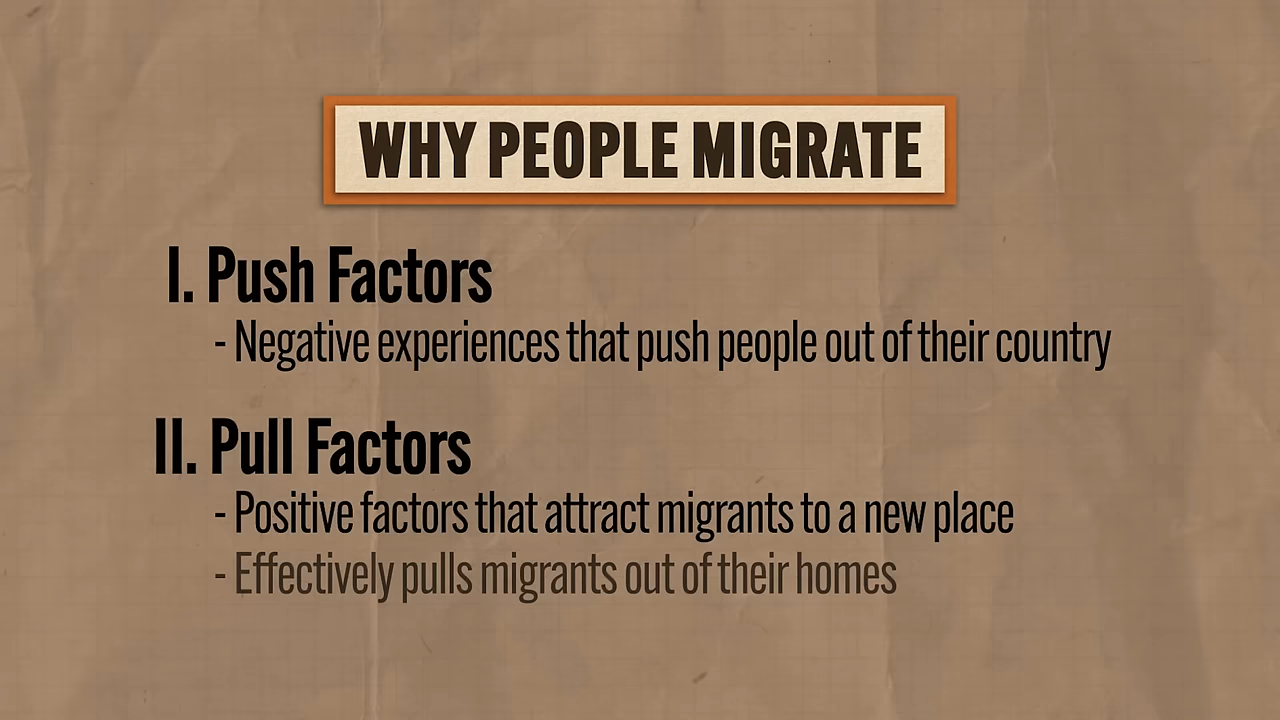 WHY PEOPLE MIGRATE
I. Push Factors
- Negative experiences that push people out of their country
II. Pull Factors
- Positive factors that attract migrants to a new place
- Effectively pulls migrants out of their homes